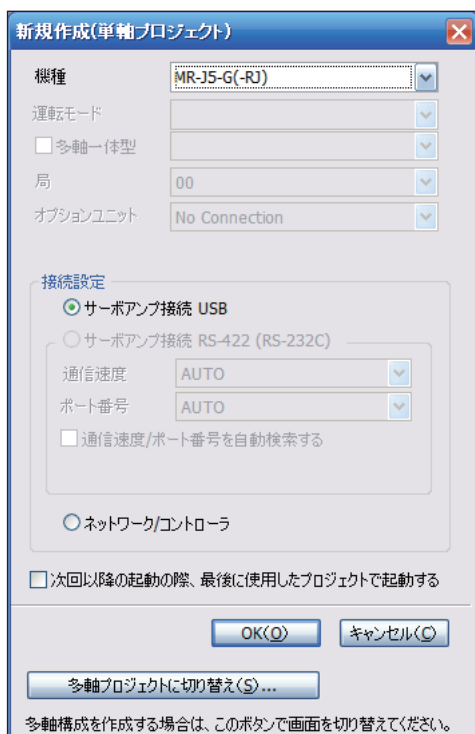 新規作成(単軸プロジェクト)
機種 MR-J5-G(-RJ)
運転モード
多軸一体型
局 00
オプションユニット No Connection
接続設定
サーボアンプ接続 USB
サーボアンプ接続 RS-422 (RS-232C)
通信速度 AUTO
ポート番号 AUTO
通信速度/ポート番号を自動検索する
ネットワーク/コントローラ
次回以降の起動の際、最後に使用したプロジェクトで起動する
OK(O) キャンセル(C)
多軸プロジェクトに切り替え(S)...
多軸構成を作成する場合は、このボタンで画面を切り替えてください。